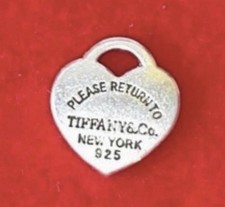 PLEASE RETURN TO
TIFFANY&Co.
NEW YORK
925